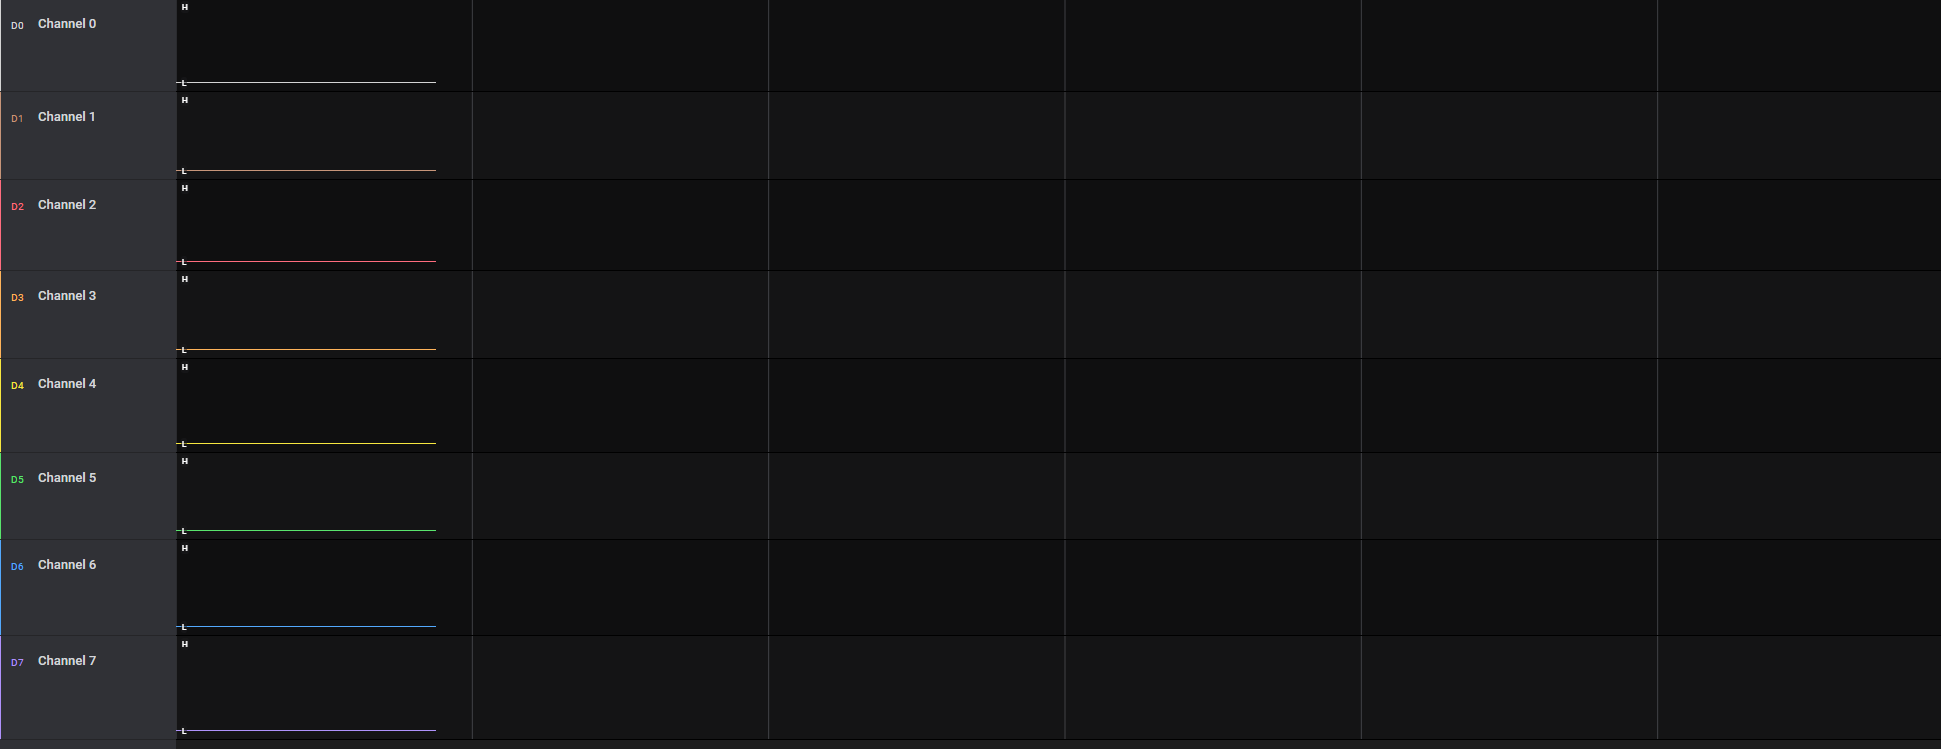 H
D0 Channel 0
L
H
D1 Channel 1
L
H
D2 Channel 2
L
H
D3 Channel 3
L
H
D4 Channel 4
L
H
D5 Channel 5
L
H
D6 Channel 6
L
H
D7 Channel 7
L